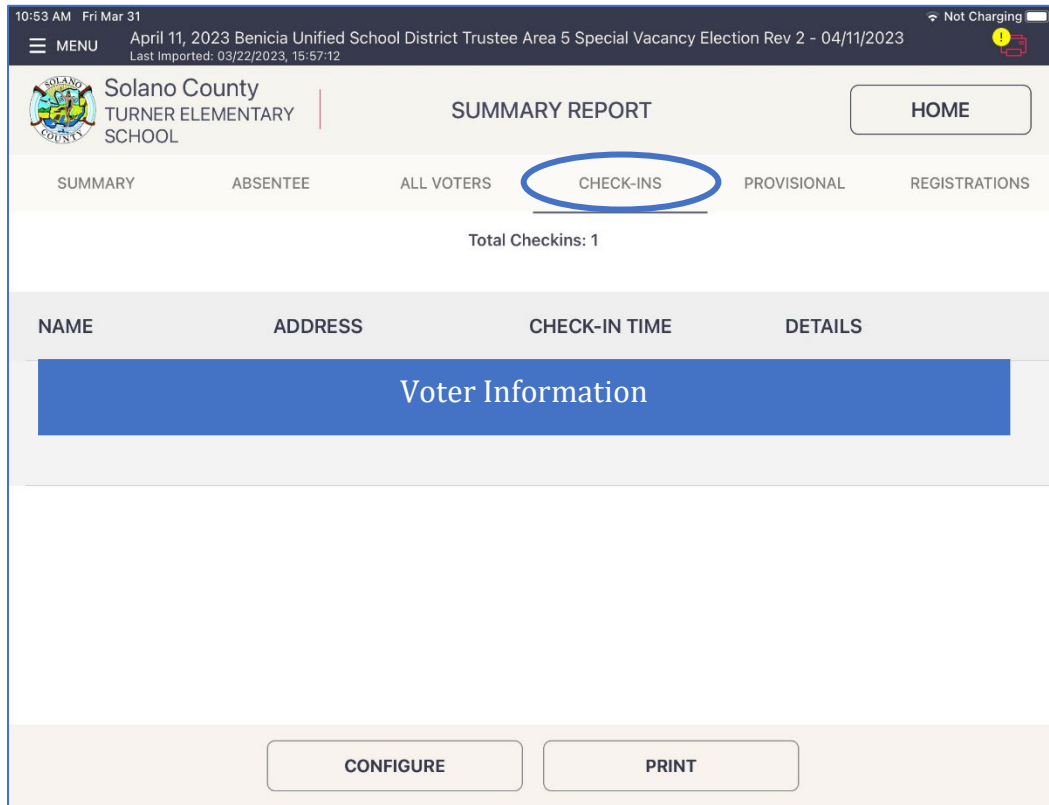 10:53 AM Fri Mar 31
Not Charging
MENU
April 11, 2023 Benicia Unified School District Trustee Area 5 Special Vacancy Election Rev 2 - 04/11/2023
Last Imported: 03/22/2023, 15:57:12
!
SOLANO
COUNTY
Solano County
TURNER ELEMENTARY
SCHOOL
SUMMARY REPORT
HOME
SUMMARY
ABSENTEE
ALL VOTERS
CHECK-INS
PROVISIONAL
REGISTRATIONS
Total Checkins: 1
NAME
ADDRESS
CHECK-IN TIME
DETAILS
Voter Information
CONFIGURE
PRINT